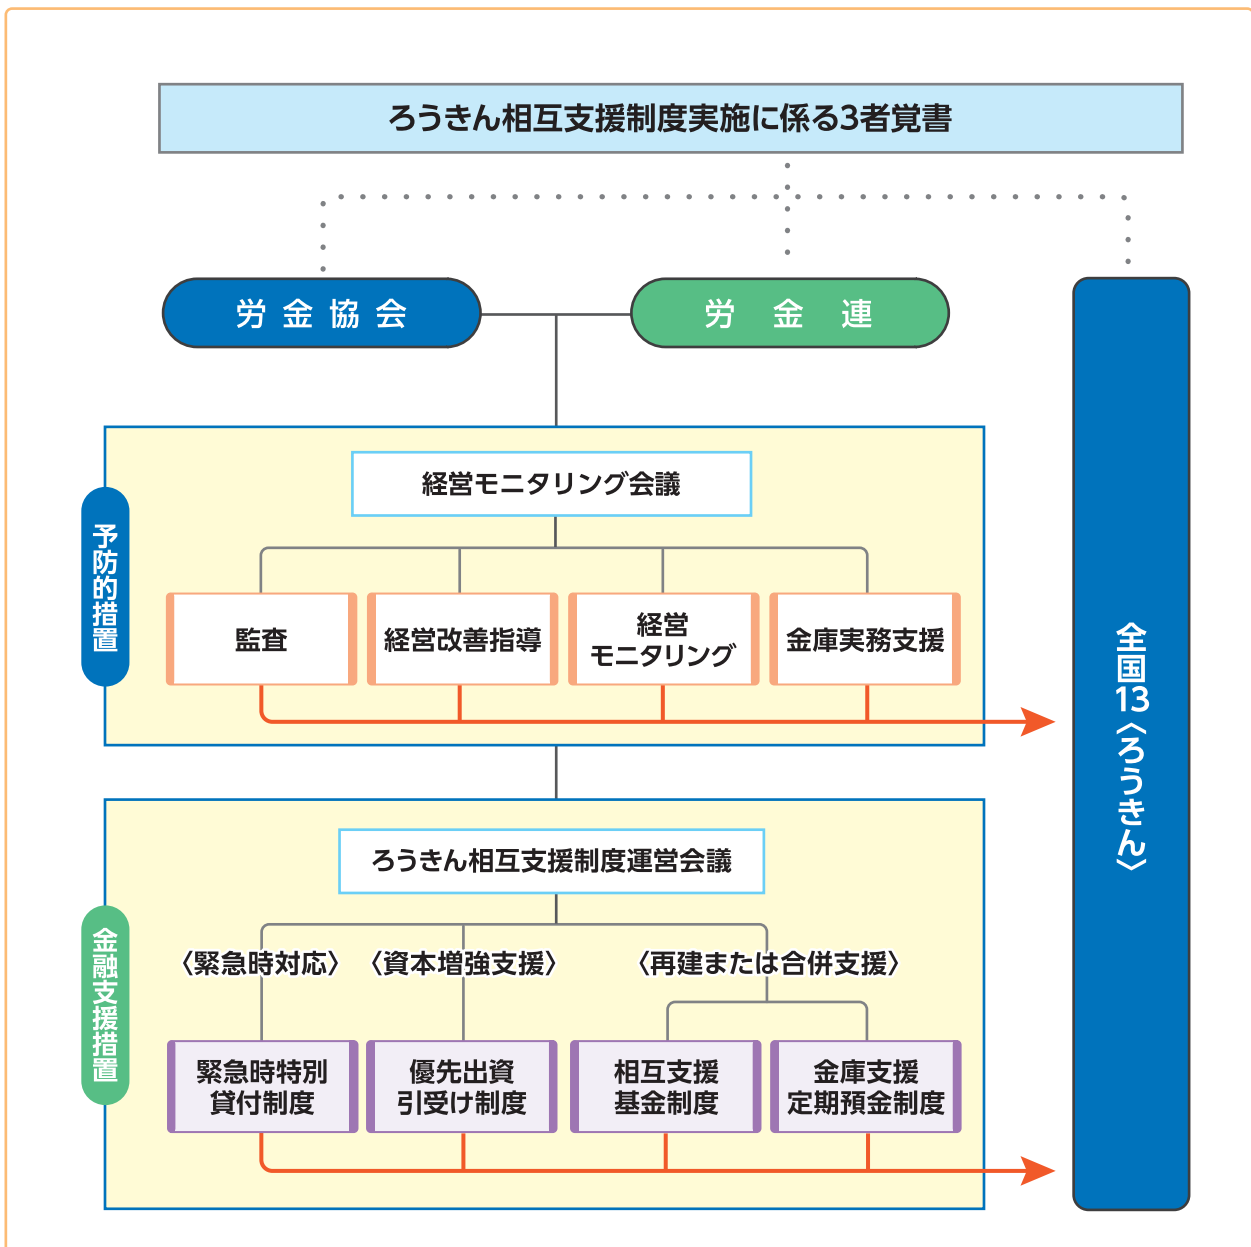 ろうきん相互支援制度実施に係る3者覚書
労金協会
労金連
予防的措置
経営モニタリング会議
監査
経営改善指導
経営
モニタリング
金庫実務支援
全国13〈ろうきん〉
金融支援措置
ろうきん相互支援制度運営会議
〈緊急時対応〉
〈資本増強支援〉
〈再建または合併支援〉
緊急時特別
貸付制度
優先出資
引受け制度
相互支援
基金制度
金庫支援
定期預金制度